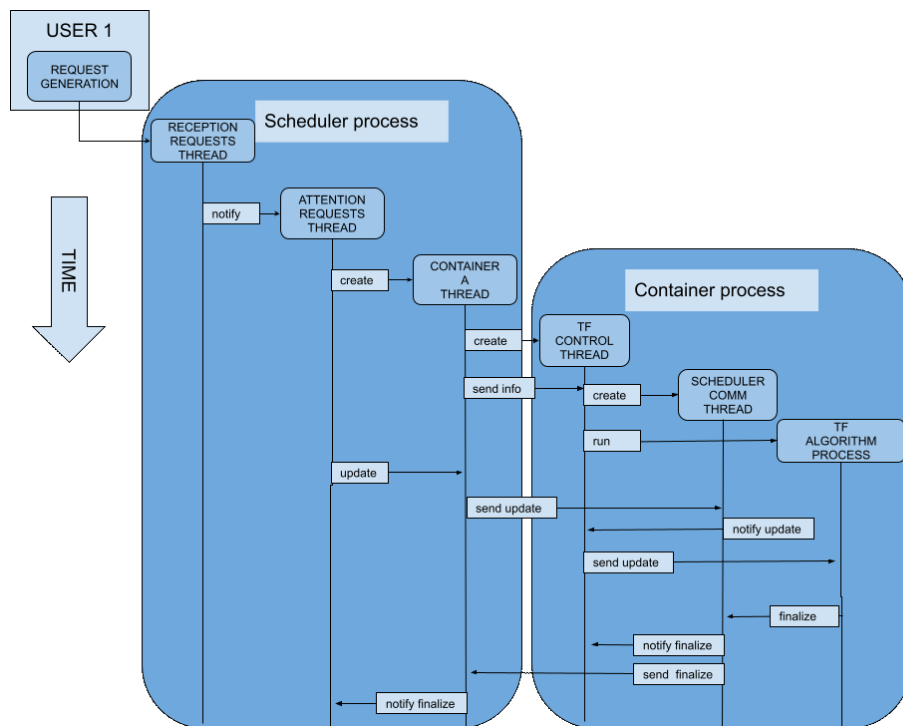 USER 1
REQUEST
GENERATION
Scheduler process
RECEPTION
REQUESTS
THREAD
TIME
notify
ATTENTION
REQUESTS
THREAD
create
CONTAINER
A
THREAD
Container process
create
TF
CONTROL
THREAD
send info
create
SCHEDULER
COMM
THREAD
run
TF
ALGORITHM
PROCESS
update
send update
notify update
send update
finalize
notify finalize
send finalize
notify finalize